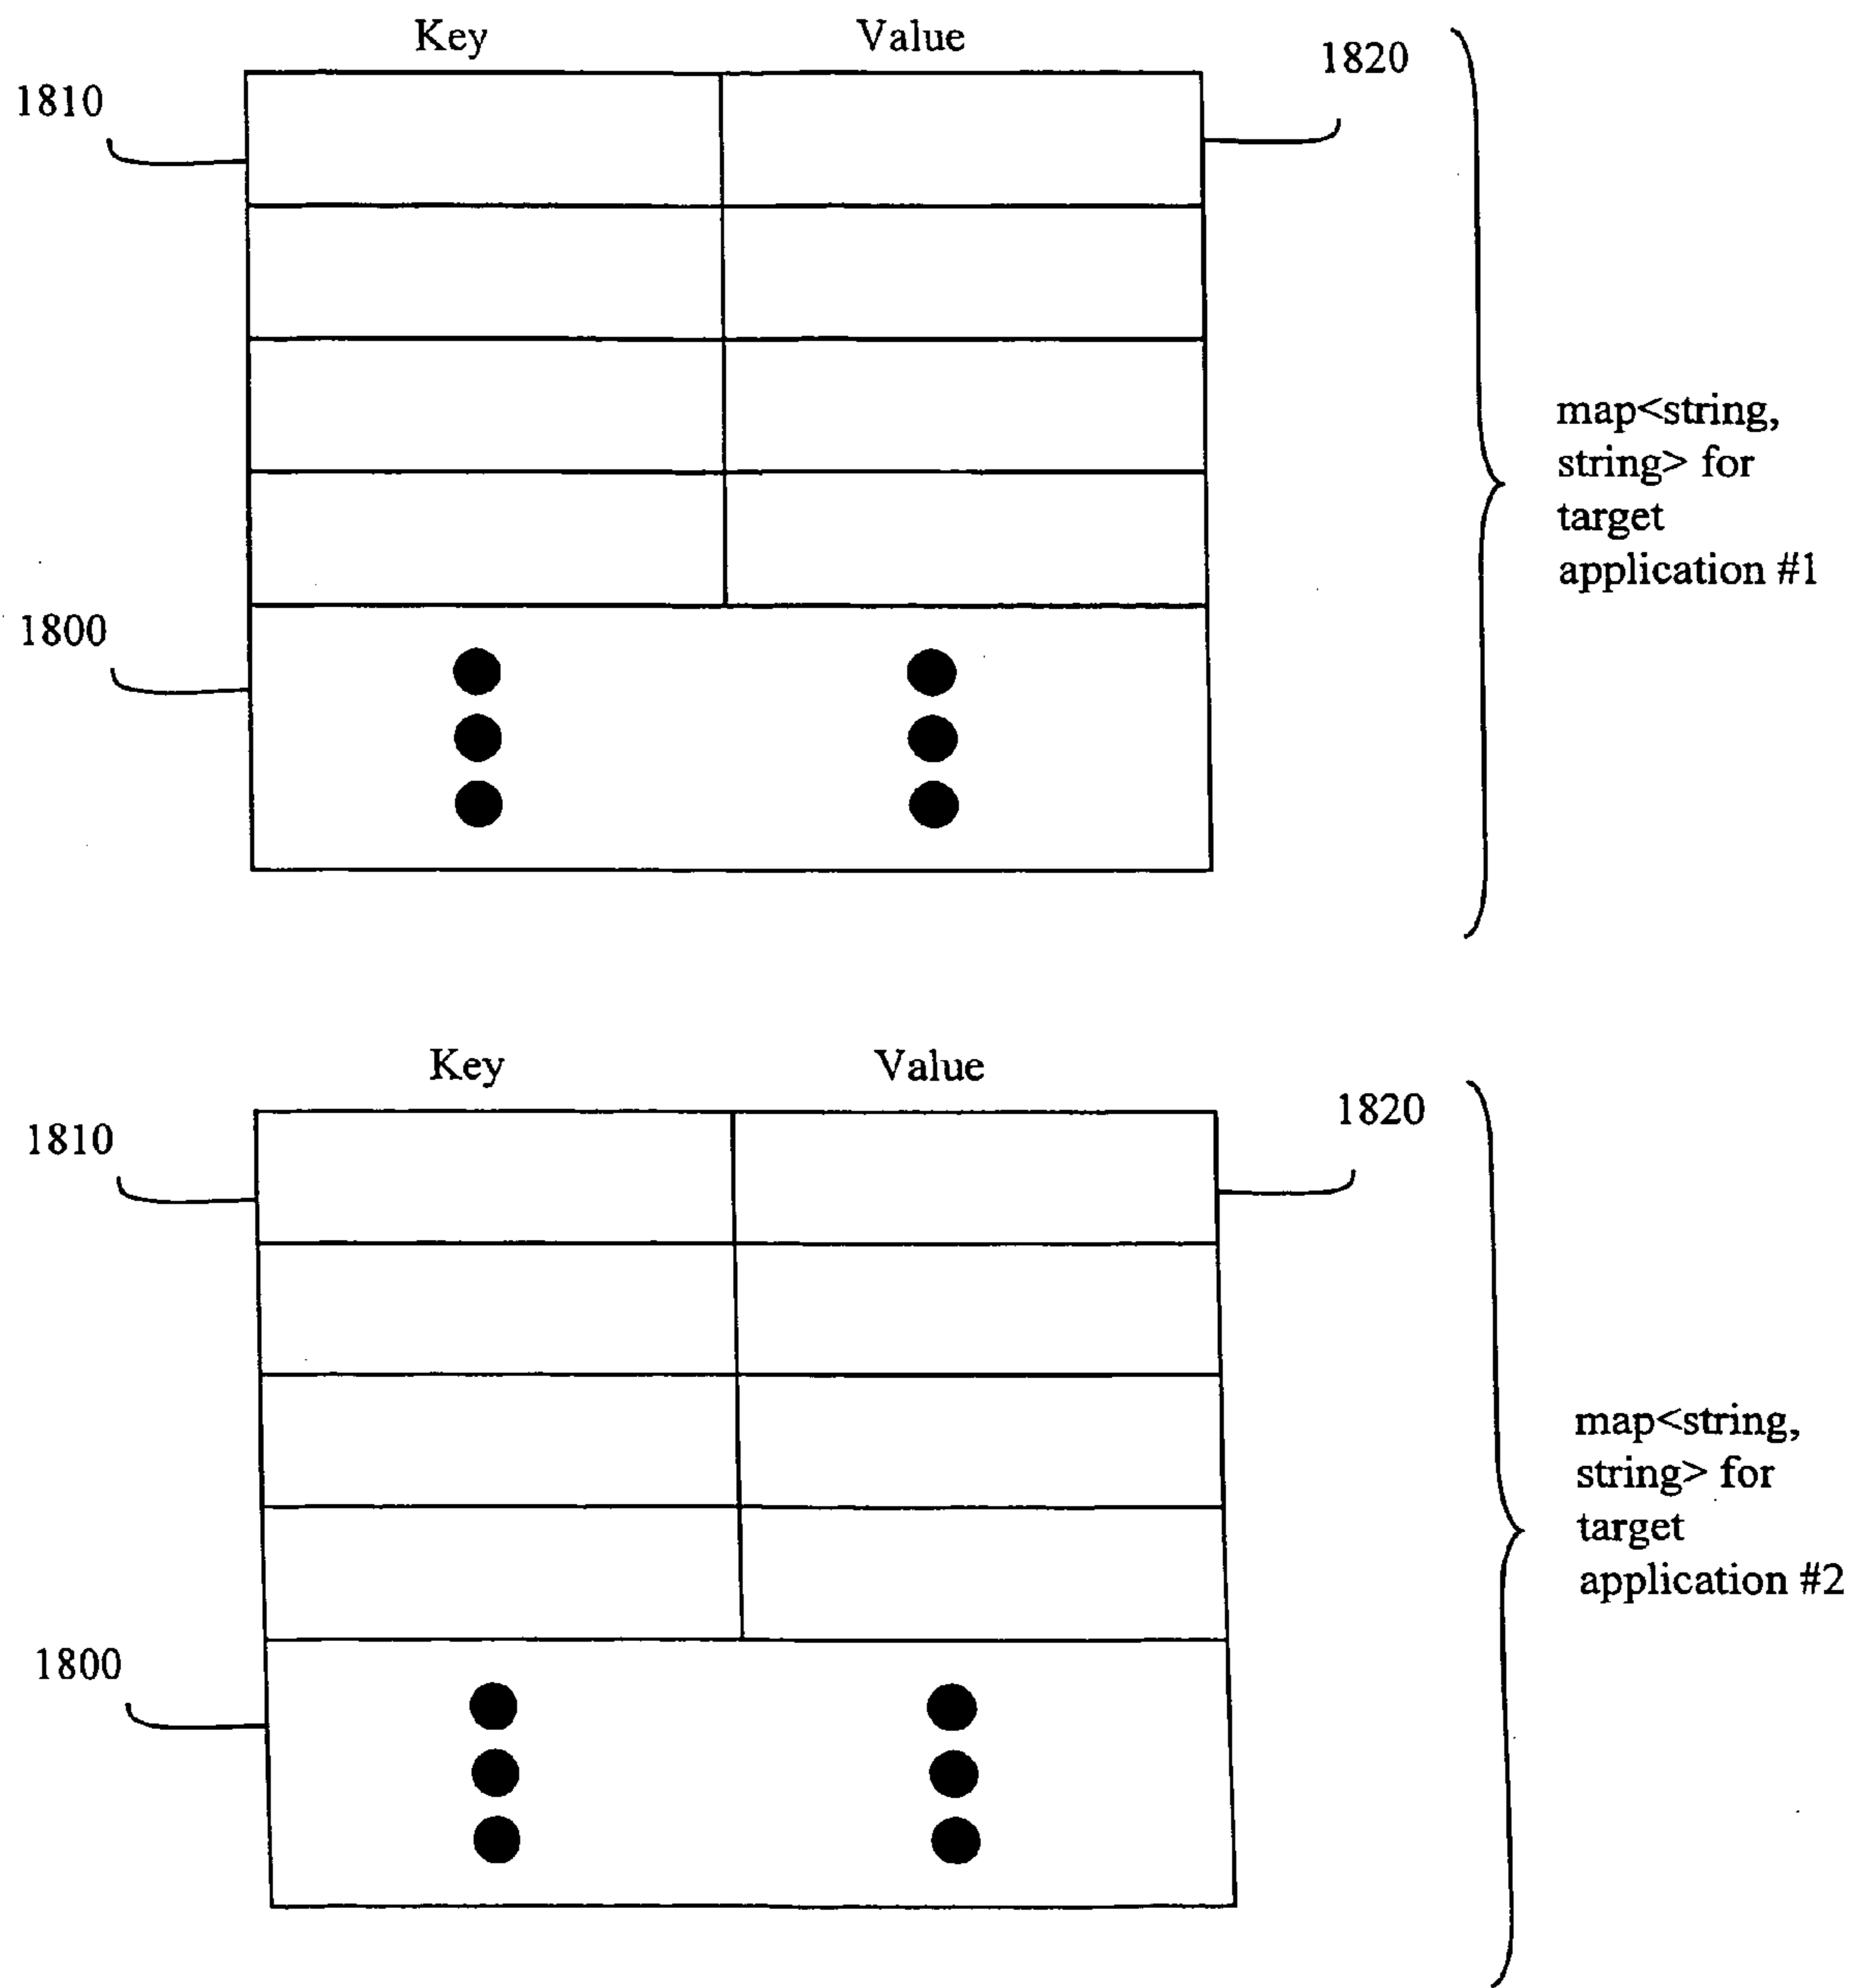 Key Value
1820
1810
map<string,
string> for
target
application #1
1800
Key Value
1820
1810
map<string,
string> for
target
application #2
1800